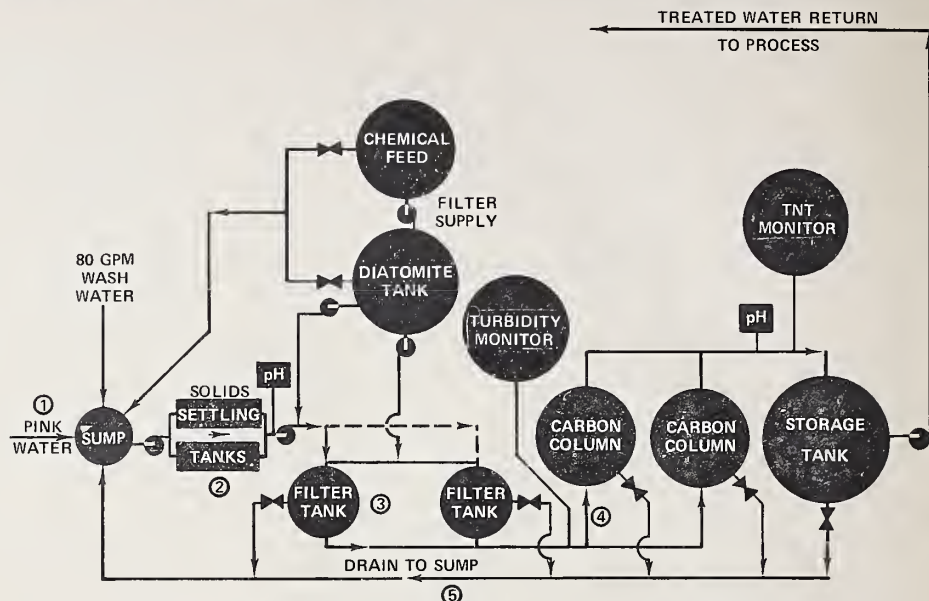 TREATED WATER RETURN
TO PROCESS
CHEMICAL
FEED
FILTER
SUPPLY
TNT
MONITOR
80 GPM
WASH
WATER
DIATOMITE
TANK
TURBIDITY
MONITOR
pH
pH
SOLIDS
SETTLING
TANKS
①
PINK
WATER
SUMP
②
CARBON
COLUMN
CARBON
COLUMN
STORAGE
TANK
FILTER
TANK
③
FILTER
TANK
④
DRAIN TO SUMP
⑤